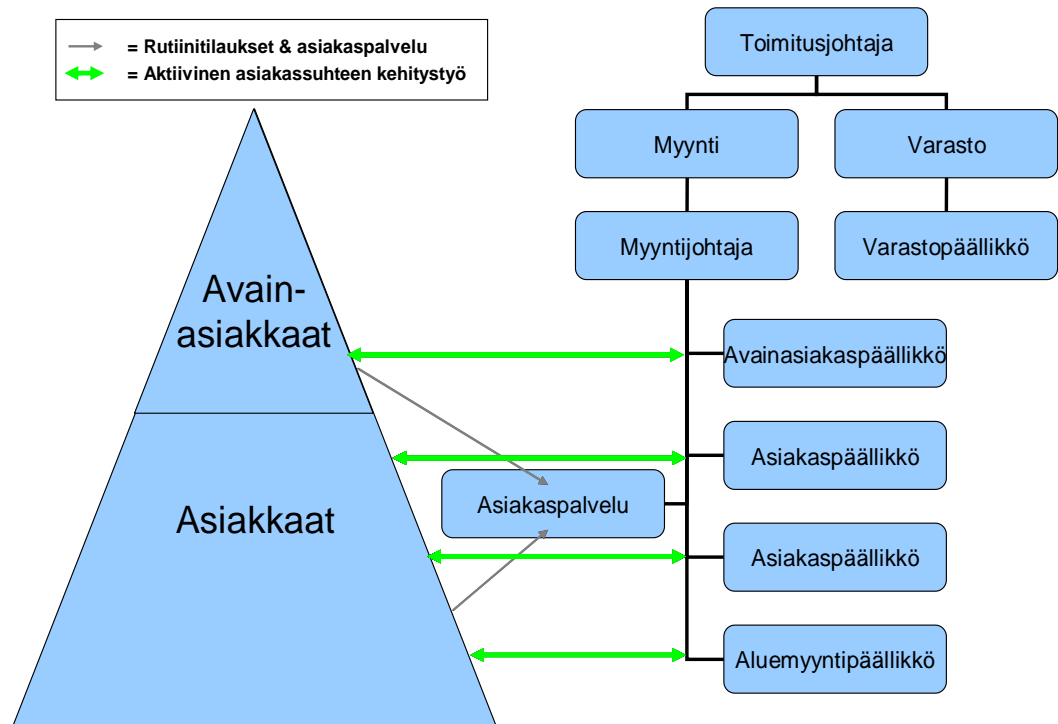 = Rutiinitilaukset & asiakaspalvelu
= Aktiivinen asiakassuhteen kehitystyö
Toimitusjohtaja
Myynti
Varasto
Myyntijohtaja
Varastopäällikkö
Avain-
asiakkaat
Avainasiakaspäällikkö
Asiakaspäällikkö
Asiakkaat
Asiakaspalvelu
Asiakaspäällikkö
Aluemyyntipäällikkö